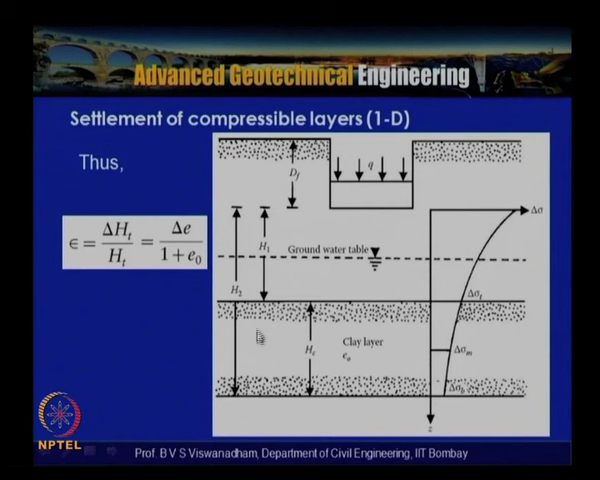 Advanced Geotechnical Engineering
Settlement of compressible layers (1-D)
Thus,
∈ = ΔH_t / H_t = Δe / (1 + e_0)
D_f
q
Δσ
H_1
Ground water table
H_2
Δσ_t
Clay layer
e_o
H_c
Δσ_m
Δσ_b
z
NPTEL
Prof. B V S Viswanadham, Department of Civil Engineering, IIT Bombay